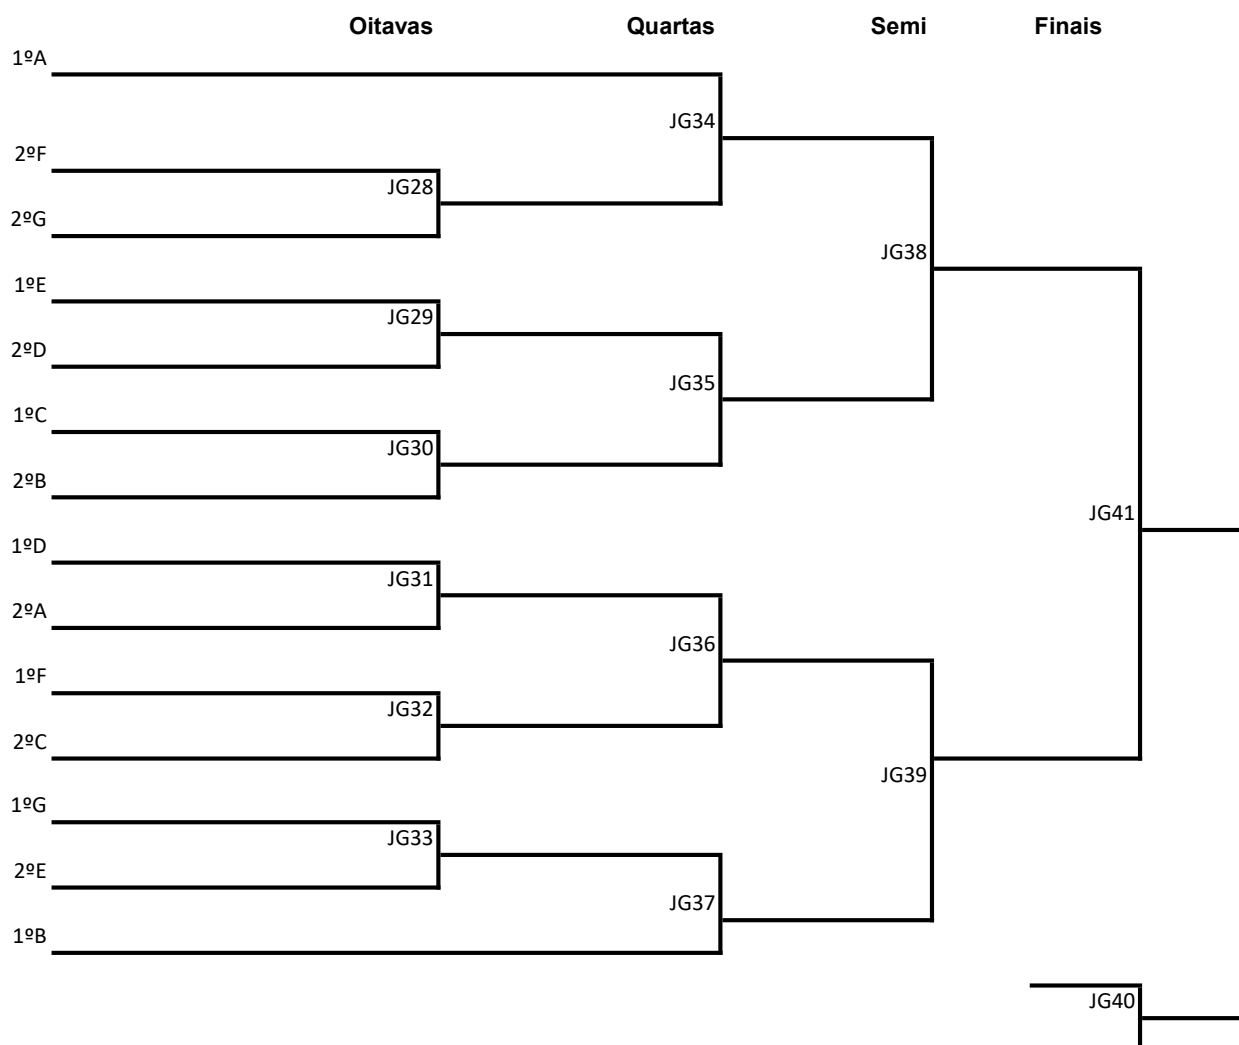 Oitavas Quartas Semi Finais
1ºA
JG34
2ºF
JG28
2ºG
JG38
1ºE
JG29
2ºD
JG35
1ºC
JG30
2ºB
JG41
1ºD
JG31
2ºA
JG36
1ºF
JG32
2ºC
JG39
1ºG
JG33
2ºE
JG37
1ºB
JG40